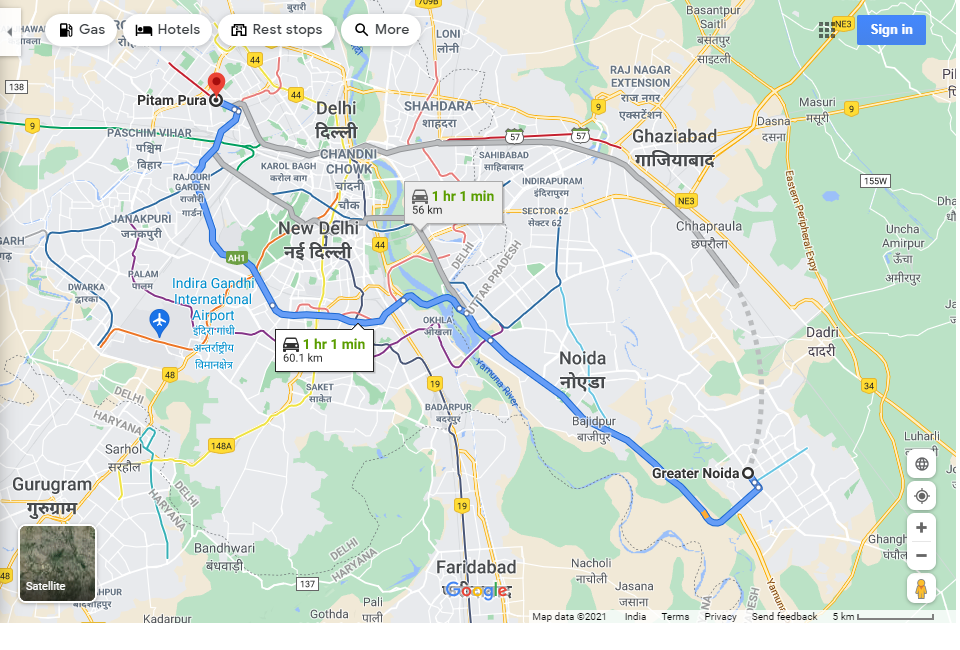 बुरारी
709B
Basantpur
Saitli
बसंतपुर
साइटली
Gas
Hotels
Rest stops
More
NE3
Sign in
LONI
लोनी
44
138
RAJ NAGAR
EXTENSION
राज नगर
एक्सटेंशन
Pitam Pura
44
Delhi
दिल्ली
SHAHDARA
शाहदरा
9
Masuri
मसूरी
9
Dasna
दसना
9
PASCHIM VIHAR
पश्चिम
विहार
57
57
Ghaziabad
गाजियाबाद
CHANDNI
CHOWK
चांदनी
चौक
SAHIBABAD
साहिबाबाद
KAROL BAGH
करोल बाग
RAJOURI
GARDEN
राजौरी
गार्डन
INDIRAPURAM
इंदिरापुरम
155W
1 hr 1 min
56 km
NE3
Eastern Peripheral Expy
SECTOR 62
सेक्टर 62
JANAKPURI
जनकपुरी
New Delhi
नई दिल्ली
Chhapraula
छपरौला
Uncha
Amirpur
ऊँचा
अमीरपुर
44
DELHI
UTTAR PRADESH
AH1
PALAM
पालम
DWARKA
द्वारका
Indira Gandhi
International
Airport
इंदिरा गांधी
अन्तर्राष्ट्रीय
विमानक्षेत्र
OKHLA
ओखला
Dadri
दादरी
1 hr 1 min
60.1 km
Noida
नोएडा
Yamuna River
48
SAKET
साकेत
19
34
BADARPUR
बदरपुर
DELHI
HARYANA
Bajidpur
बाजीपुर
148A
Sarhol
सरहौल
Luharli
Greater Noida
Gurugram
गुरुग्राम
DELHI
HARYANA
19
Bandhwari
बंधवाड़ी
DELHI
HARYANA
Faridabad
Google
Nacholi
नाचोली
Satellite
48
137
Jasana
जसाना
Pali
पाली
Gothda
Kadarpur
Map data ©2021
India
Terms
Privacy
Send feedback
5 km